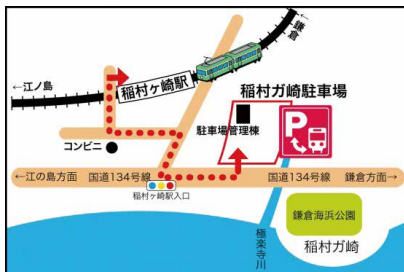 ←鎌倉
稲村ヶ崎駅
←江ノ島
稲村ガ崎駐車場
駐車場管理棟
P
コンビニ
←江の島方面 国道134号線 国道134号線 鎌倉方面→
稲村ヶ崎駅入口
鎌倉海浜公園
極楽寺川
稲村ガ崎